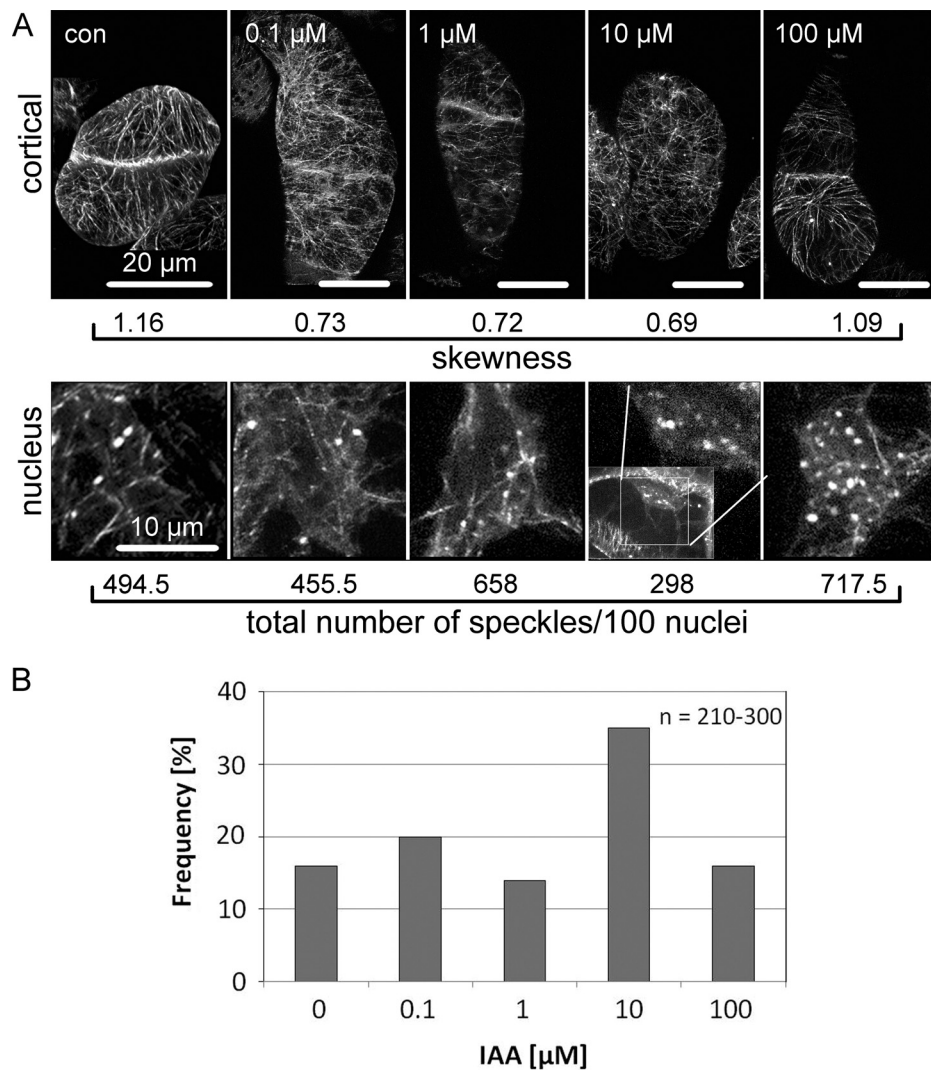 A
con
0.1 µM
1 µM
10 µM
100 µM
cortical
20 µm
1.16
0.73
0.72
0.69
1.09
skewness
nucleus
10 µm
494.5
455.5
658
298
717.5
total number of speckles/100 nuclei
B
n = 210-300
Frequency [%]
40
30
20
10
0
0
0.1
1
10
100
IAA [µM]